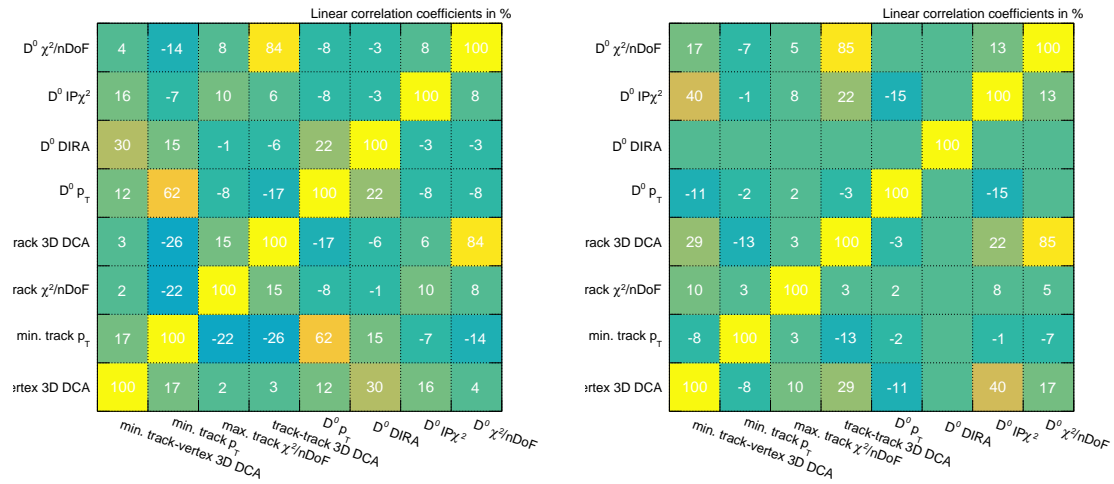 Linear correlation coefficients in %
D⁰ χ²/nDoF 4 -14 8 84 -8 -3 8 100
D⁰ IPχ² 16 -7 10 6 -8 -3 100 8
D⁰ DIRA 30 15 -1 -6 22 100 -3 -3
D⁰ p_T 12 62 -8 -17 100 22 -8 -8
rack 3D DCA 3 -26 15 100 -17 -6 6 84
rack χ²/nDoF 2 -22 100 15 -8 -1 10 8
min. track p_T 17 100 -22 -26 62 15 -7 -14
ertex 3D DCA 100 17 2 3 12 30 16 4
min. track-vertex 3D DCA
min. track p_T
max. track χ²/nDoF
track-track 3D DCA
D⁰ p_T
D⁰ DIRA
D⁰ IPχ²
D⁰ χ²/nDoF
Linear correlation coefficients in %
D⁰ χ²/nDoF 17 -7 5 85 13 100
D⁰ IPχ² 40 -1 8 22 -15 100 13
D⁰ DIRA 100
D⁰ p_T -11 -2 2 -3 100 -15
rack 3D DCA 29 -13 3 100 -3 22 85
rack χ²/nDoF 10 3 100 3 2 8 5
min. track p_T -8 100 3 -13 -2 -1 -7
ertex 3D DCA 100 -8 10 29 -11 40 17
min. track-vertex 3D DCA
min. track p_T
max. track χ²/nDoF
track-track 3D DCA
D⁰ p_T
D⁰ DIRA
D⁰ IPχ²
D⁰ χ²/nDoF